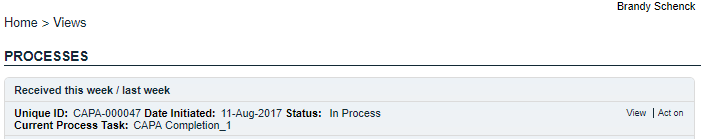 Brandy Schenck
Home > Views
PROCESSES
Received this week / last week
Unique ID: CAPA-000047 Date Initiated: 11-Aug-2017 Status: In Process
View | Act on
Current Process Task: CAPA Completion_1